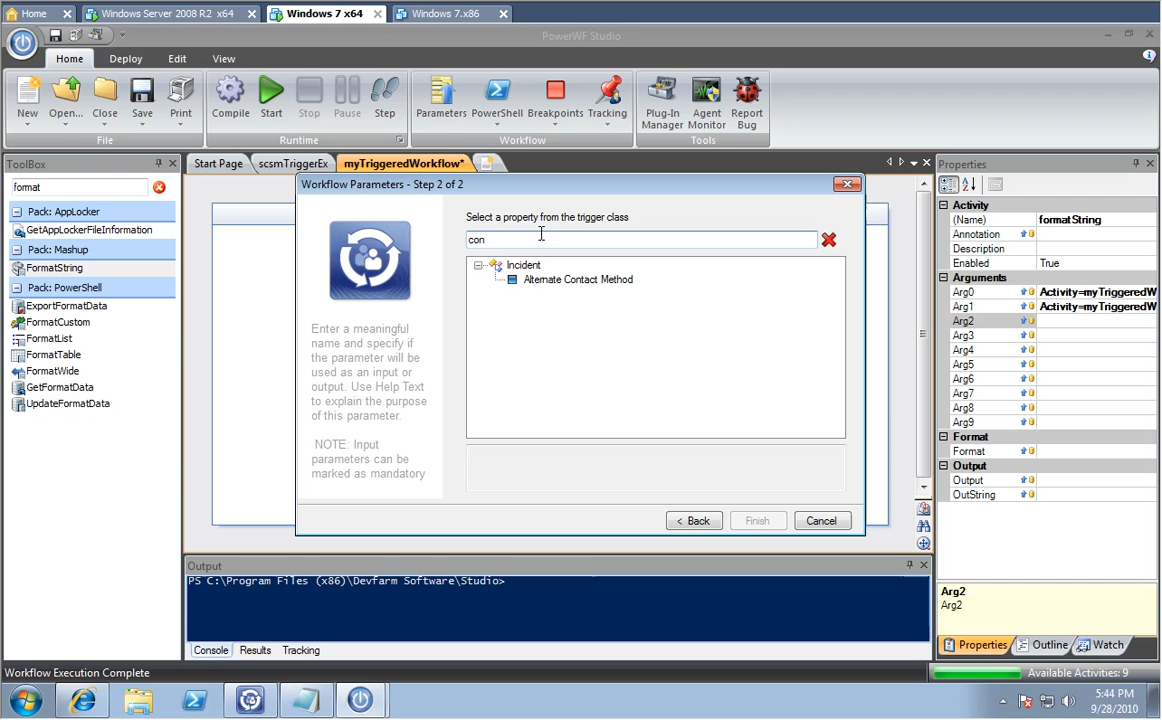 Home
Windows Server 2008 R2 x64
Windows 7 x64
Windows 7.x86
PowerWF Studio
Home
Deploy
Edit
View
New
Open...
Close
Save
Print
Compile
Start
Stop
Pause
Step
Parameters
PowerShell
Breakpoints
Tracking
Plug-In Manager
Agent Monitor
Report Bug
File
Runtime
Workflow
Tools
ToolBox
Start Page
scsmTriggerEx
myTriggeredWorkflow*
Properties
format
Pack: AppLocker
GetAppLockerFileInformation
Pack: Mashup
FormatString
Pack: PowerShell
ExportFormatData
FormatCustom
FormatList
FormatTable
FormatWide
GetFormatData
UpdateFormatData
Workflow Parameters - Step 2 of 2
Enter a meaningful
name and specify if
the parameter will be
used as an input or
output. Use Help Text
to explain the purpose
of this parameter.
NOTE: Input
parameters can be
marked as mandatory
Select a property from the trigger class
con
Incident
Alternate Contact Method
< Back
Finish
Cancel
Activity
(Name) formatString
Annotation
Description
Enabled True
Arguments
Arg0 Activity=myTriggeredW
Arg1 Activity=myTriggeredW
Arg2
Arg3
Arg4
Arg5
Arg6
Arg7
Arg8
Arg9
Format
Format
Output
Output
OutString
Arg2
Arg2
Properties
Outline
Watch
Output
PS C:\Program Files (x86)\Devfarm Software\Studio>
Console
Results
Tracking
Workflow Execution Complete
Available Activities: 9
5:44 PM
9/28/2010